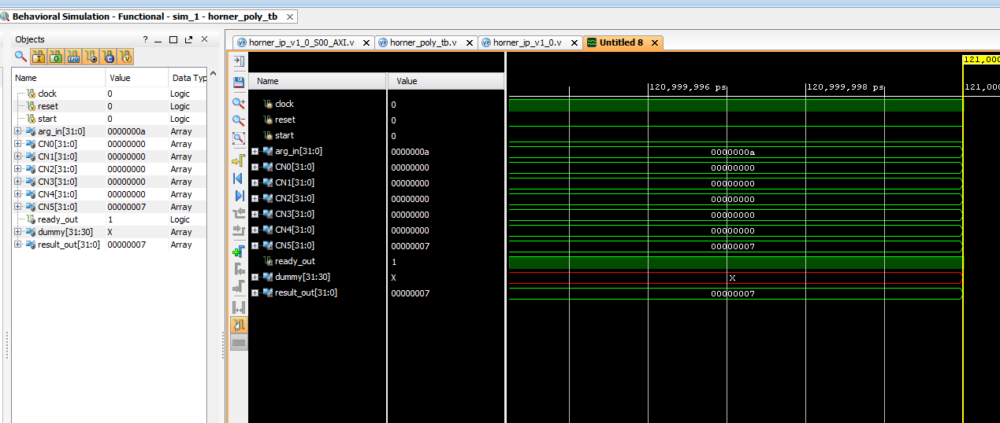 Behavioral Simulation - Functional - sim_1 - horner_poly_tb
Objects
Name Value Data Typ
clock 0 Logic
reset 0 Logic
start 0 Logic
arg_in[31:0] 0000000a Array
CN0[31:0] 00000000 Array
CN1[31:0] 00000000 Array
CN2[31:0] 00000000 Array
CN3[31:0] 00000000 Array
CN4[31:0] 00000000 Array
CN5[31:0] 00000007 Array
ready_out 1 Logic
dummy[31:30] X Array
result_out[31:0] 00000007 Array
horner_ip_v1_0_S00_AXI.v horner_poly_tb.v horner_ip_v1_0.v Untitled 8
121,000
Name Value 120,999,996 ps 120,999,998 ps 121,000
clock 0
reset 0
start 0
arg_in[31:0] 0000000a 0000000a
CN0[31:0] 00000000 00000000
CN1[31:0] 00000000 00000000
CN2[31:0] 00000000 00000000
CN3[31:0] 00000000 00000000
CN4[31:0] 00000000 00000000
CN5[31:0] 00000007 00000007
ready_out 1
dummy[31:30] X X
result_out[31:0] 00000007 00000007